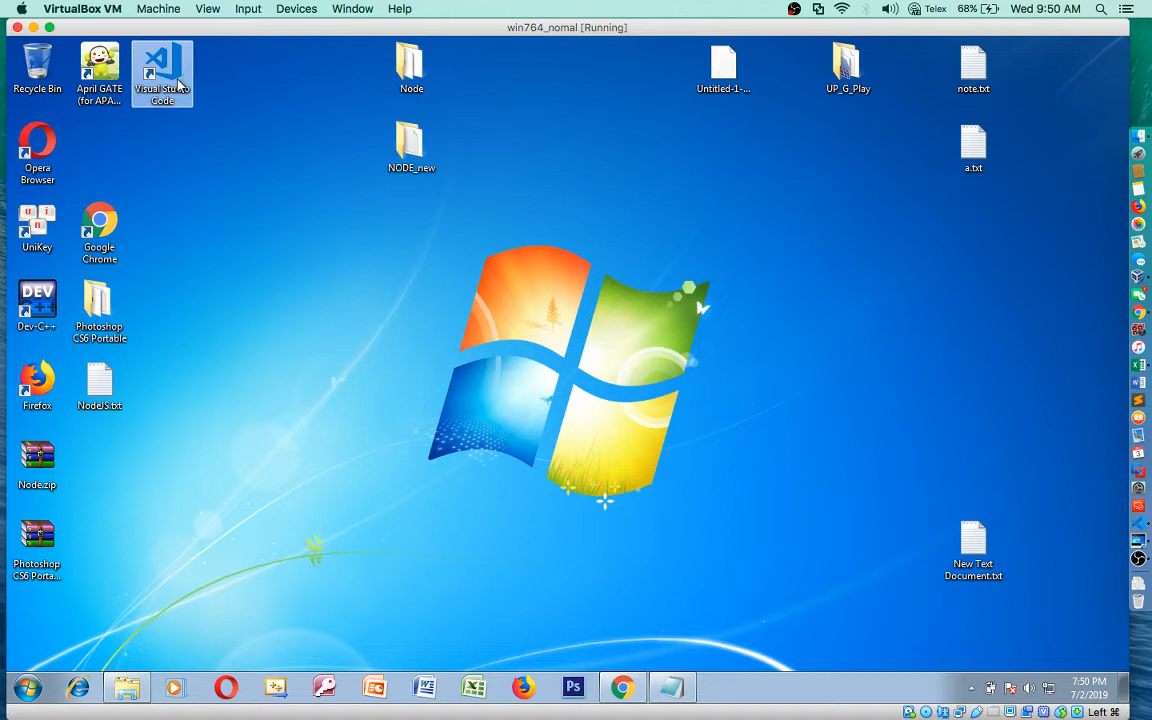 VirtualBox VM Machine View Input Devices Window Help
Telex 68% Wed 9:50 AM
win764_nomal [Running]
Recycle Bin
April GATE
(for APA...
Visual Studio
Code
Node
Untitled-1-...
UP_G_Play
note.txt
Opera
Browser
NODE_new
a.txt
u i
n
UniKey
Google
Chrome
DEV
Dev-C++
Photoshop
CS6 Portable
Firefox
NodeJS.txt
Node.zip
Photoshop
CS6 Porta...
New Text
Document.txt
Ps
7:50 PM
7/2/2019
Left ⌘